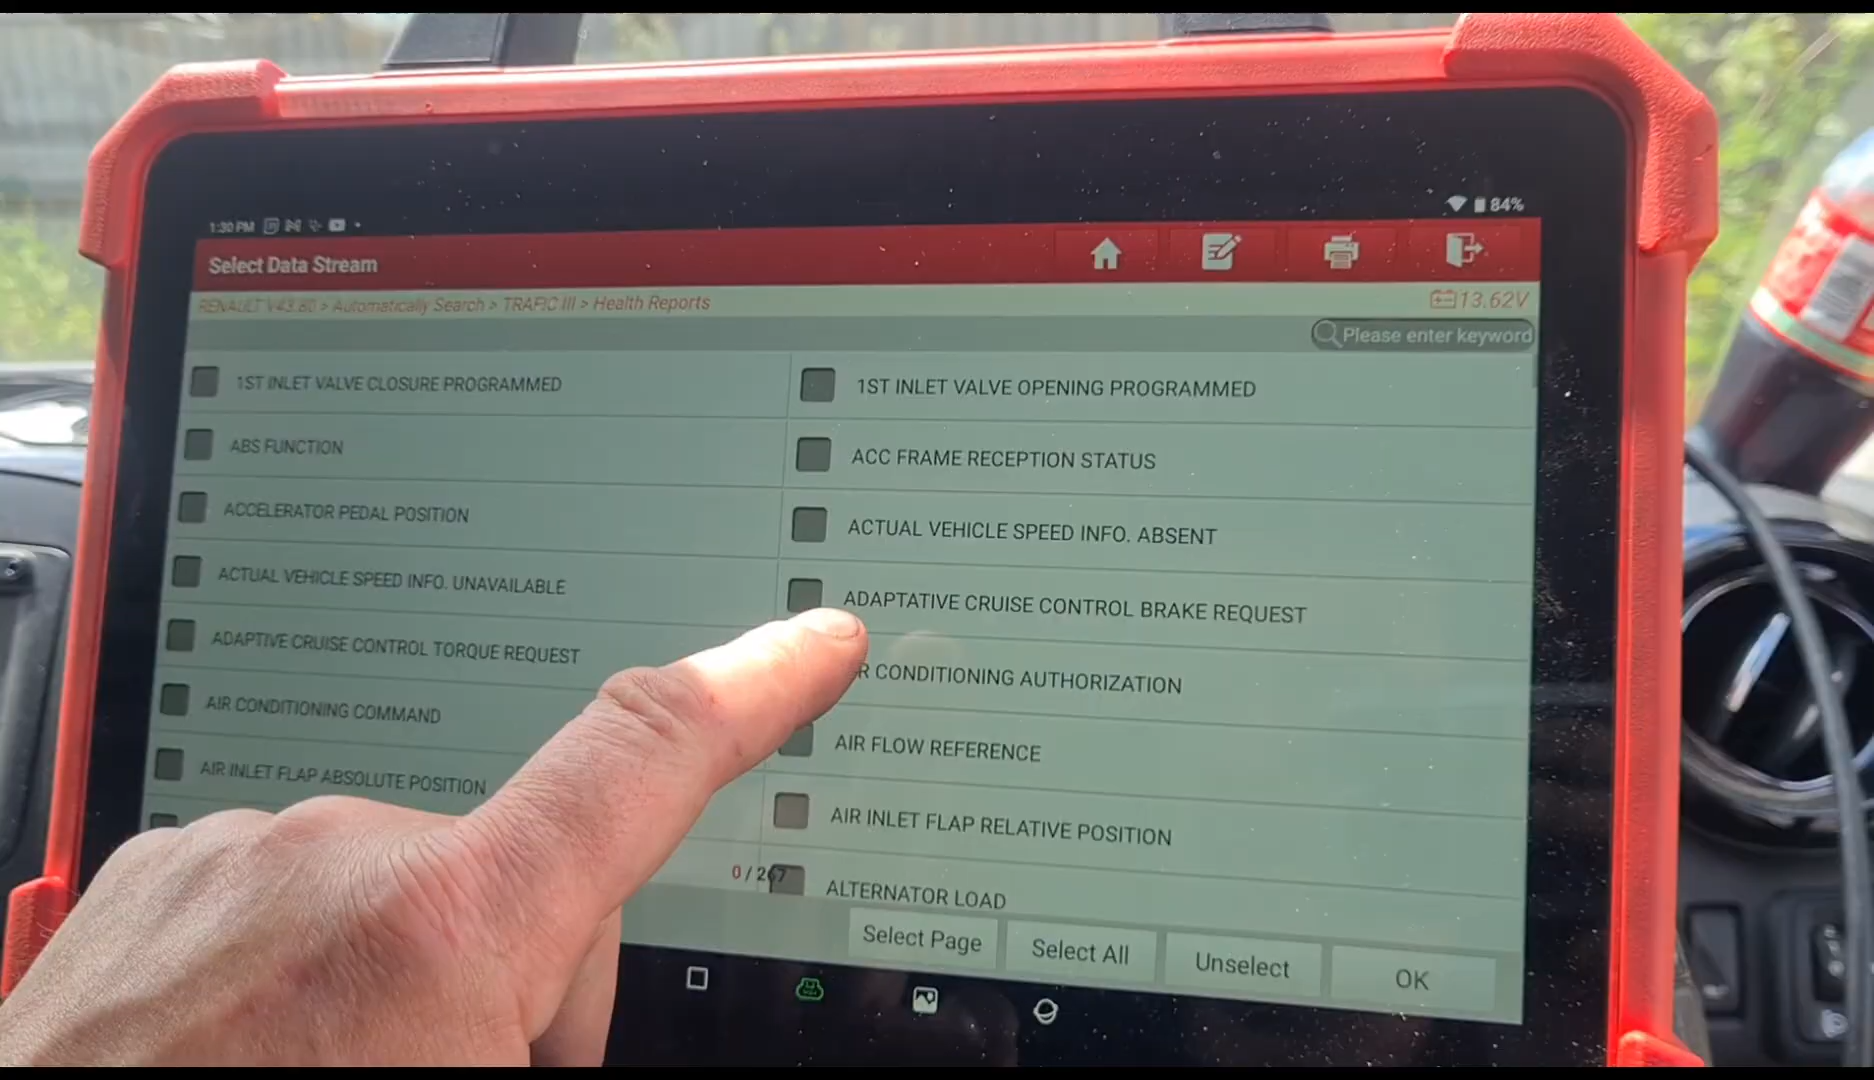 1:30 PM
84%
Select Data Stream
RENAULT V43.80 > Automatically Search > TRAFIC III > Health Reports
13.62V
Please enter keyword
1ST INLET VALVE CLOSURE PROGRAMMED
1ST INLET VALVE OPENING PROGRAMMED
ABS FUNCTION
ACC FRAME RECEPTION STATUS
ACCELERATOR PEDAL POSITION
ACTUAL VEHICLE SPEED INFO. ABSENT
ACTUAL VEHICLE SPEED INFO. UNAVAILABLE
ADAPTATIVE CRUISE CONTROL BRAKE REQUEST
ADAPTIVE CRUISE CONTROL TORQUE REQUEST
R CONDITIONING AUTHORIZATION
AIR CONDITIONING COMMAND
AIR FLOW REFERENCE
AIR INLET FLAP ABSOLUTE POSITION
AIR INLET FLAP RELATIVE POSITION
0 / 267
ALTERNATOR LOAD
Select Page
Select All
Unselect
OK